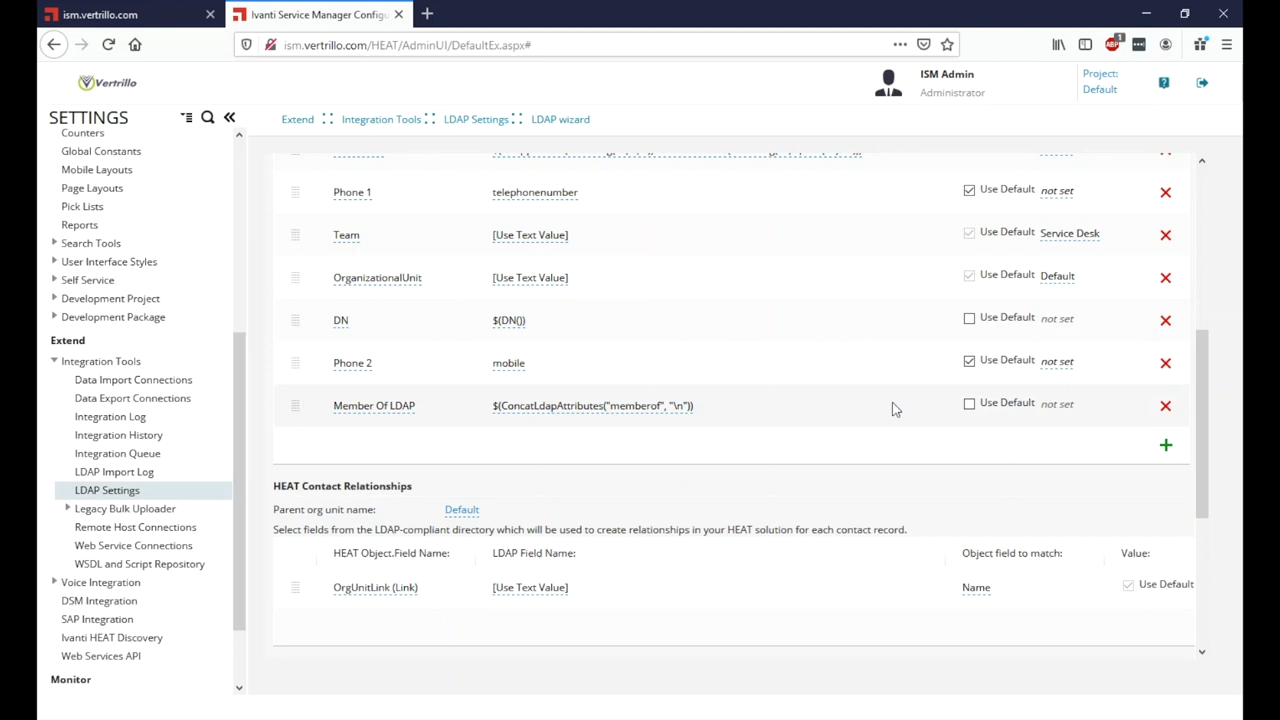 ism.vertrillo.com
Ivanti Service Manager Configu
ism.vertrillo.com/HEAT/AdminUI/DefaultEx.aspx#
ABP 1
Vertrillo
ISM Admin
Administrator
Project:
Default
SETTINGS
Extend
Integration Tools
LDAP Settings
LDAP wizard
Counters
Global Constants
Mobile Layouts
Page Layouts
Pick Lists
Reports
Search Tools
User Interface Styles
Self Service
Development Project
Development Package
Extend
Integration Tools
Data Import Connections
Data Export Connections
Integration Log
Integration History
Integration Queue
LDAP Import Log
LDAP Settings
Legacy Bulk Uploader
Remote Host Connections
Web Service Connections
WSDL and Script Repository
Voice Integration
DSM Integration
SAP Integration
Ivanti HEAT Discovery
Web Services API
Monitor
Phone 1 telephonenumber Use Default not set
Team [Use Text Value] Use Default Service Desk
OrganizationalUnit [Use Text Value] Use Default Default
DN $(DN()) Use Default not set
Phone 2 mobile Use Default not set
Member Of LDAP $(ConcatLdapAttributes("memberof", "\n")) Use Default not set
HEAT Contact Relationships
Parent org unit name: Default
Select fields from the LDAP-compliant directory which will be used to create relationships in your HEAT solution for each contact record.
HEAT Object.Field Name: LDAP Field Name: Object field to match: Value:
OrgUnitLink (Link) [Use Text Value] Name Use Default